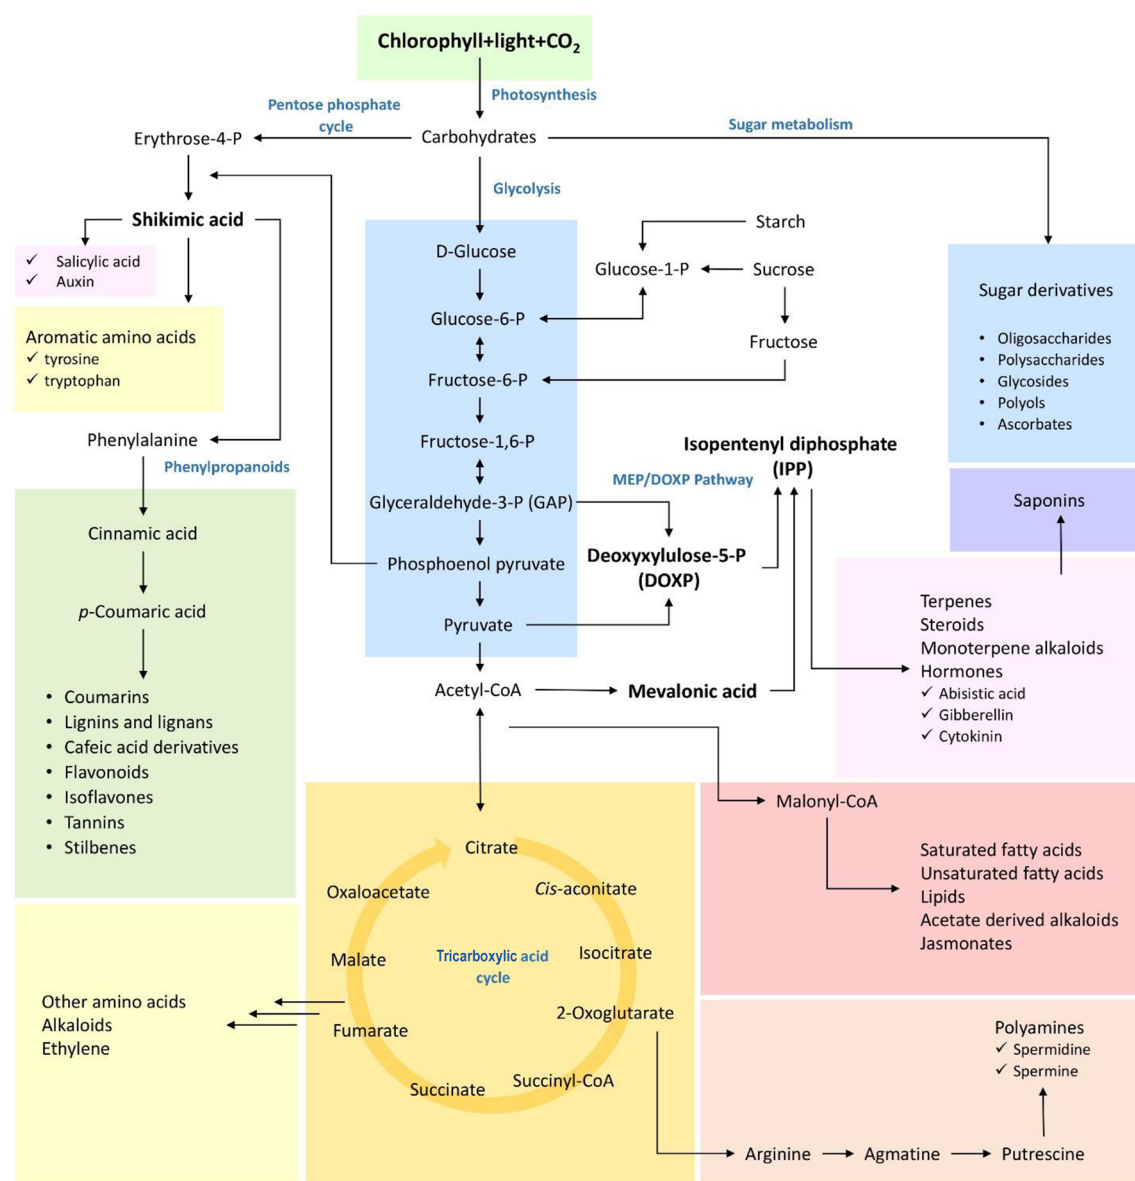 Chlorophyll+light+CO2
Photosynthesis
Pentose phosphate
cycle
Sugar metabolism
Erythrose-4-P
Carbohydrates
Glycolysis
Shikimic acid
Starch
✓ Salicylic acid
✓ Auxin
D-Glucose
Glucose-1-P
Sucrose
Glucose-6-P
Fructose
Fructose-6-P
Sugar derivatives
• Oligosaccharides
• Polysaccharides
• Glycosides
• Polyols
• Ascorbates
Aromatic amino acids
✓ tyrosine
✓ tryptophan
Phenylalanine
Phenylpropanoids
Fructose-1,6-P
Isopentenyl diphosphate
(IPP)
MEP/DOXP Pathway
Glyceraldehyde-3-P (GAP)
Saponins
Cinnamic acid
Phosphoenol pyruvate
Deoxyxylulose-5-P
(DOXP)
p-Coumaric acid
Pyruvate
Terpenes
Steroids
Monoterpene alkaloids
Hormones
✓ Abisistic acid
✓ Gibberellin
✓ Cytokinin
Acetyl-CoA
Mevalonic acid
• Coumarins
• Lignins and lignans
• Cafeic acid derivatives
• Flavonoids
• Isoflavones
• Tannins
• Stilbenes
Malonyl-CoA
Saturated fatty acids
Unsaturated fatty acids
Lipids
Acetate derived alkaloids
Jasmonates
Citrate
Cis-aconitate
Isocitrate
2-Oxoglutarate
Succinyl-CoA
Succinate
Fumarate
Malate
Oxaloacetate
Tricarboxylic acid
cycle
Other amino acids
Alkaloids
Ethylene
Polyamines
✓ Spermidine
✓ Spermine
Arginine
Agmatine
Putrescine